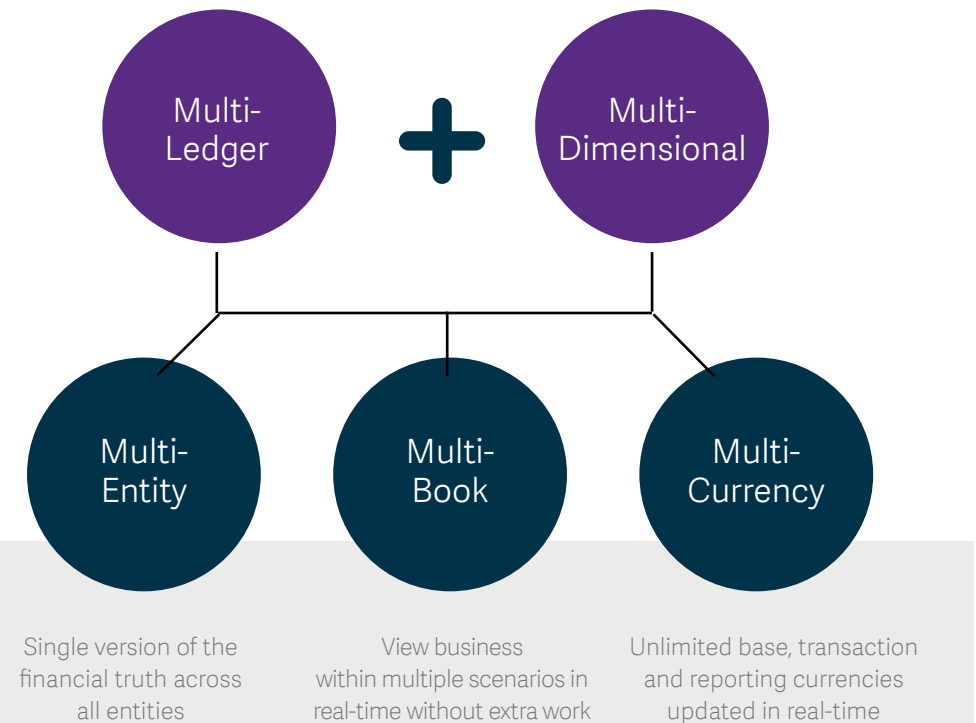 Multi-
Ledger
Multi-
Dimensional
Multi-
Entity
Multi-
Book
Multi-
Currency
Single version of the
financial truth across
all entities
View business
within multiple scenarios in
real-time without extra work
Unlimited base, transaction
and reporting currencies
updated in real-time